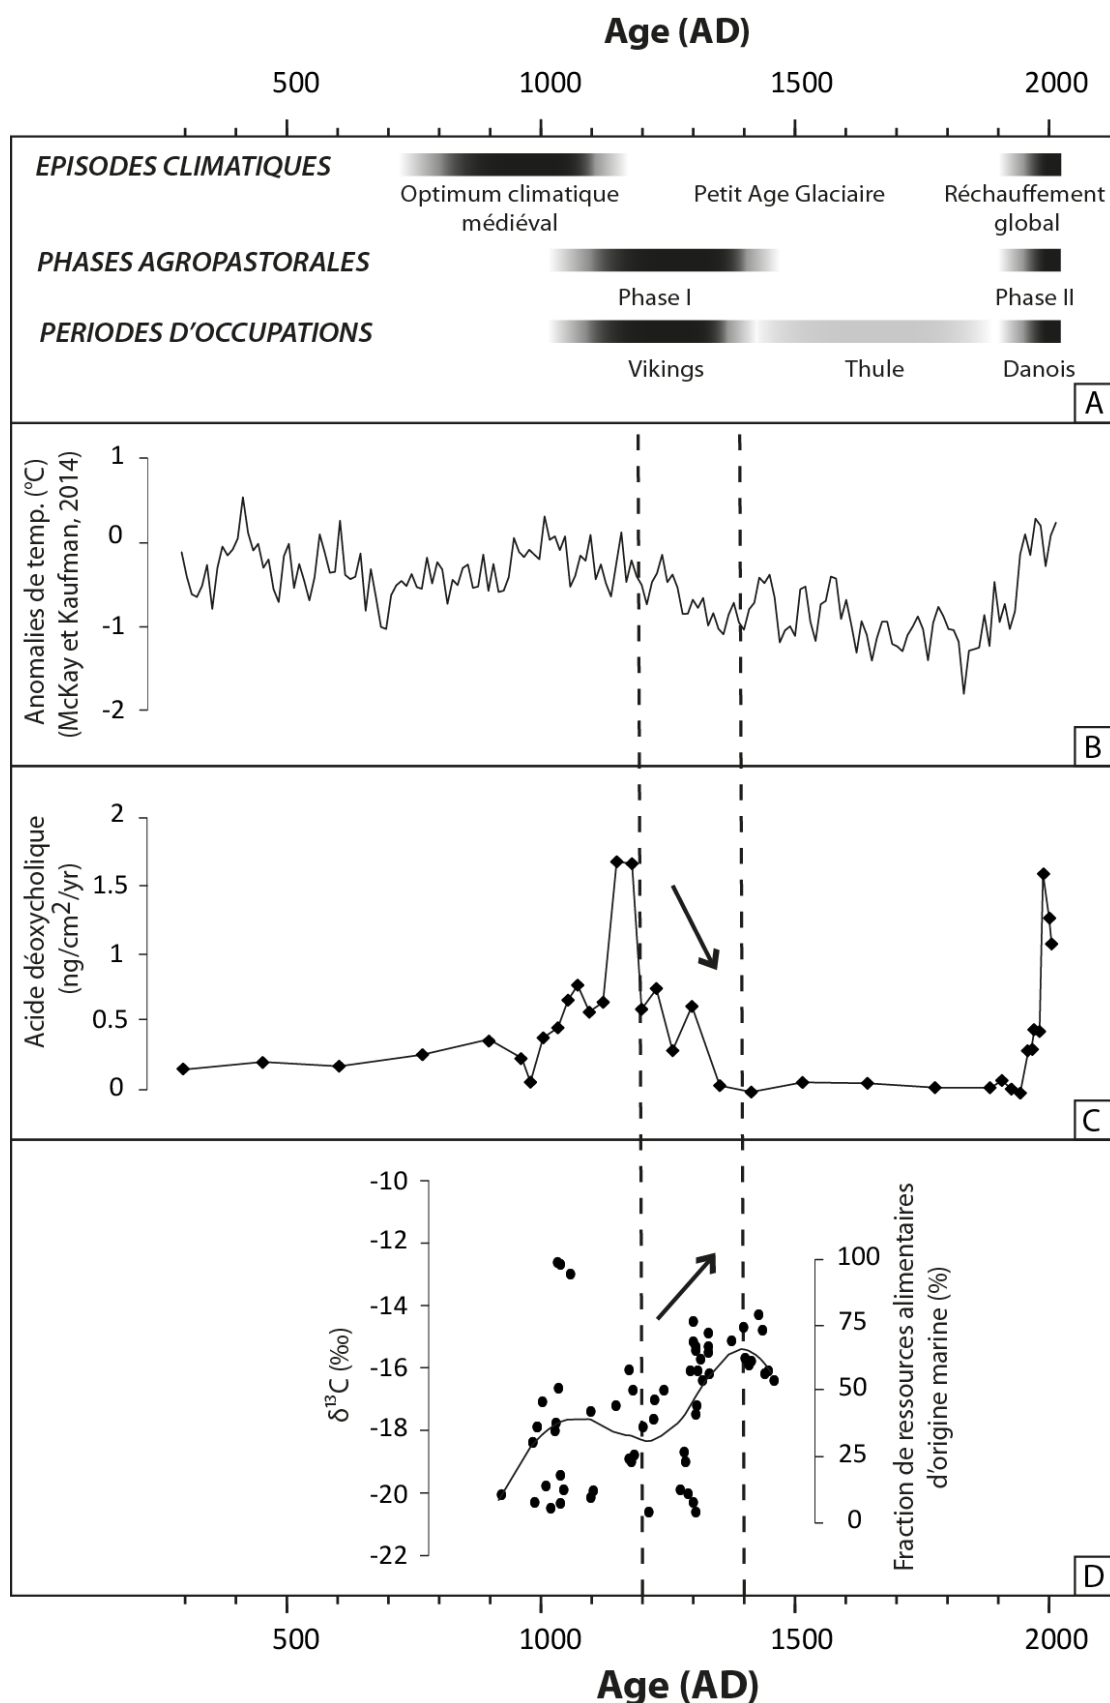 Age (AD)
500 1000 1500 2000
EPISODES CLIMATIQUES
Optimum climatique
médiéval
Petit Age Glaciaire
Réchauffement
global
PHASES AGROPASTORALES
Phase I
Phase II
PERIODES D'OCCUPATIONS
Vikings
Thule
Danois
A
Anomalies de temp. (°C)
(McKay et Kaufman, 2014)
1
0
-1
-2
B
Acide déoxycholique
(ng/cm²/yr)
2
1.5
1
0.5
0
C
δ¹³C (‰)
-10
-12
-14
-16
-18
-20
-22
100
75
50
25
0
Fraction de ressources alimentaires
d'origine marine (%)
D
500 1000 1500 2000
Age (AD)